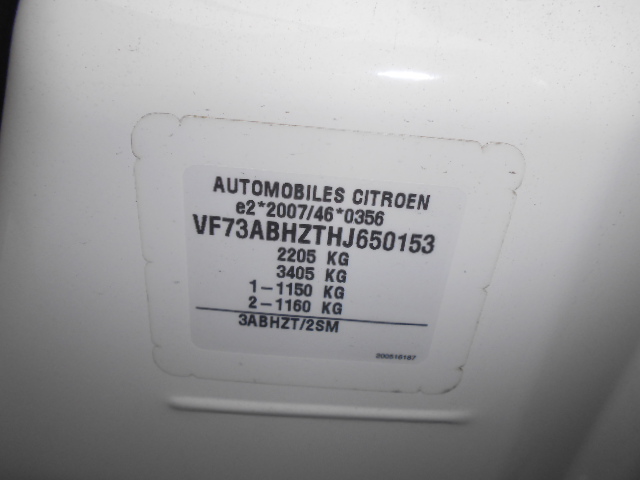 AUTOMOBILES CITROEN
e2*2007/46*0356
VF73ABHZTHJ650153
2205 KG
3405 KG
1-1150 KG
2-1160 KG
3ABHZT/2SM